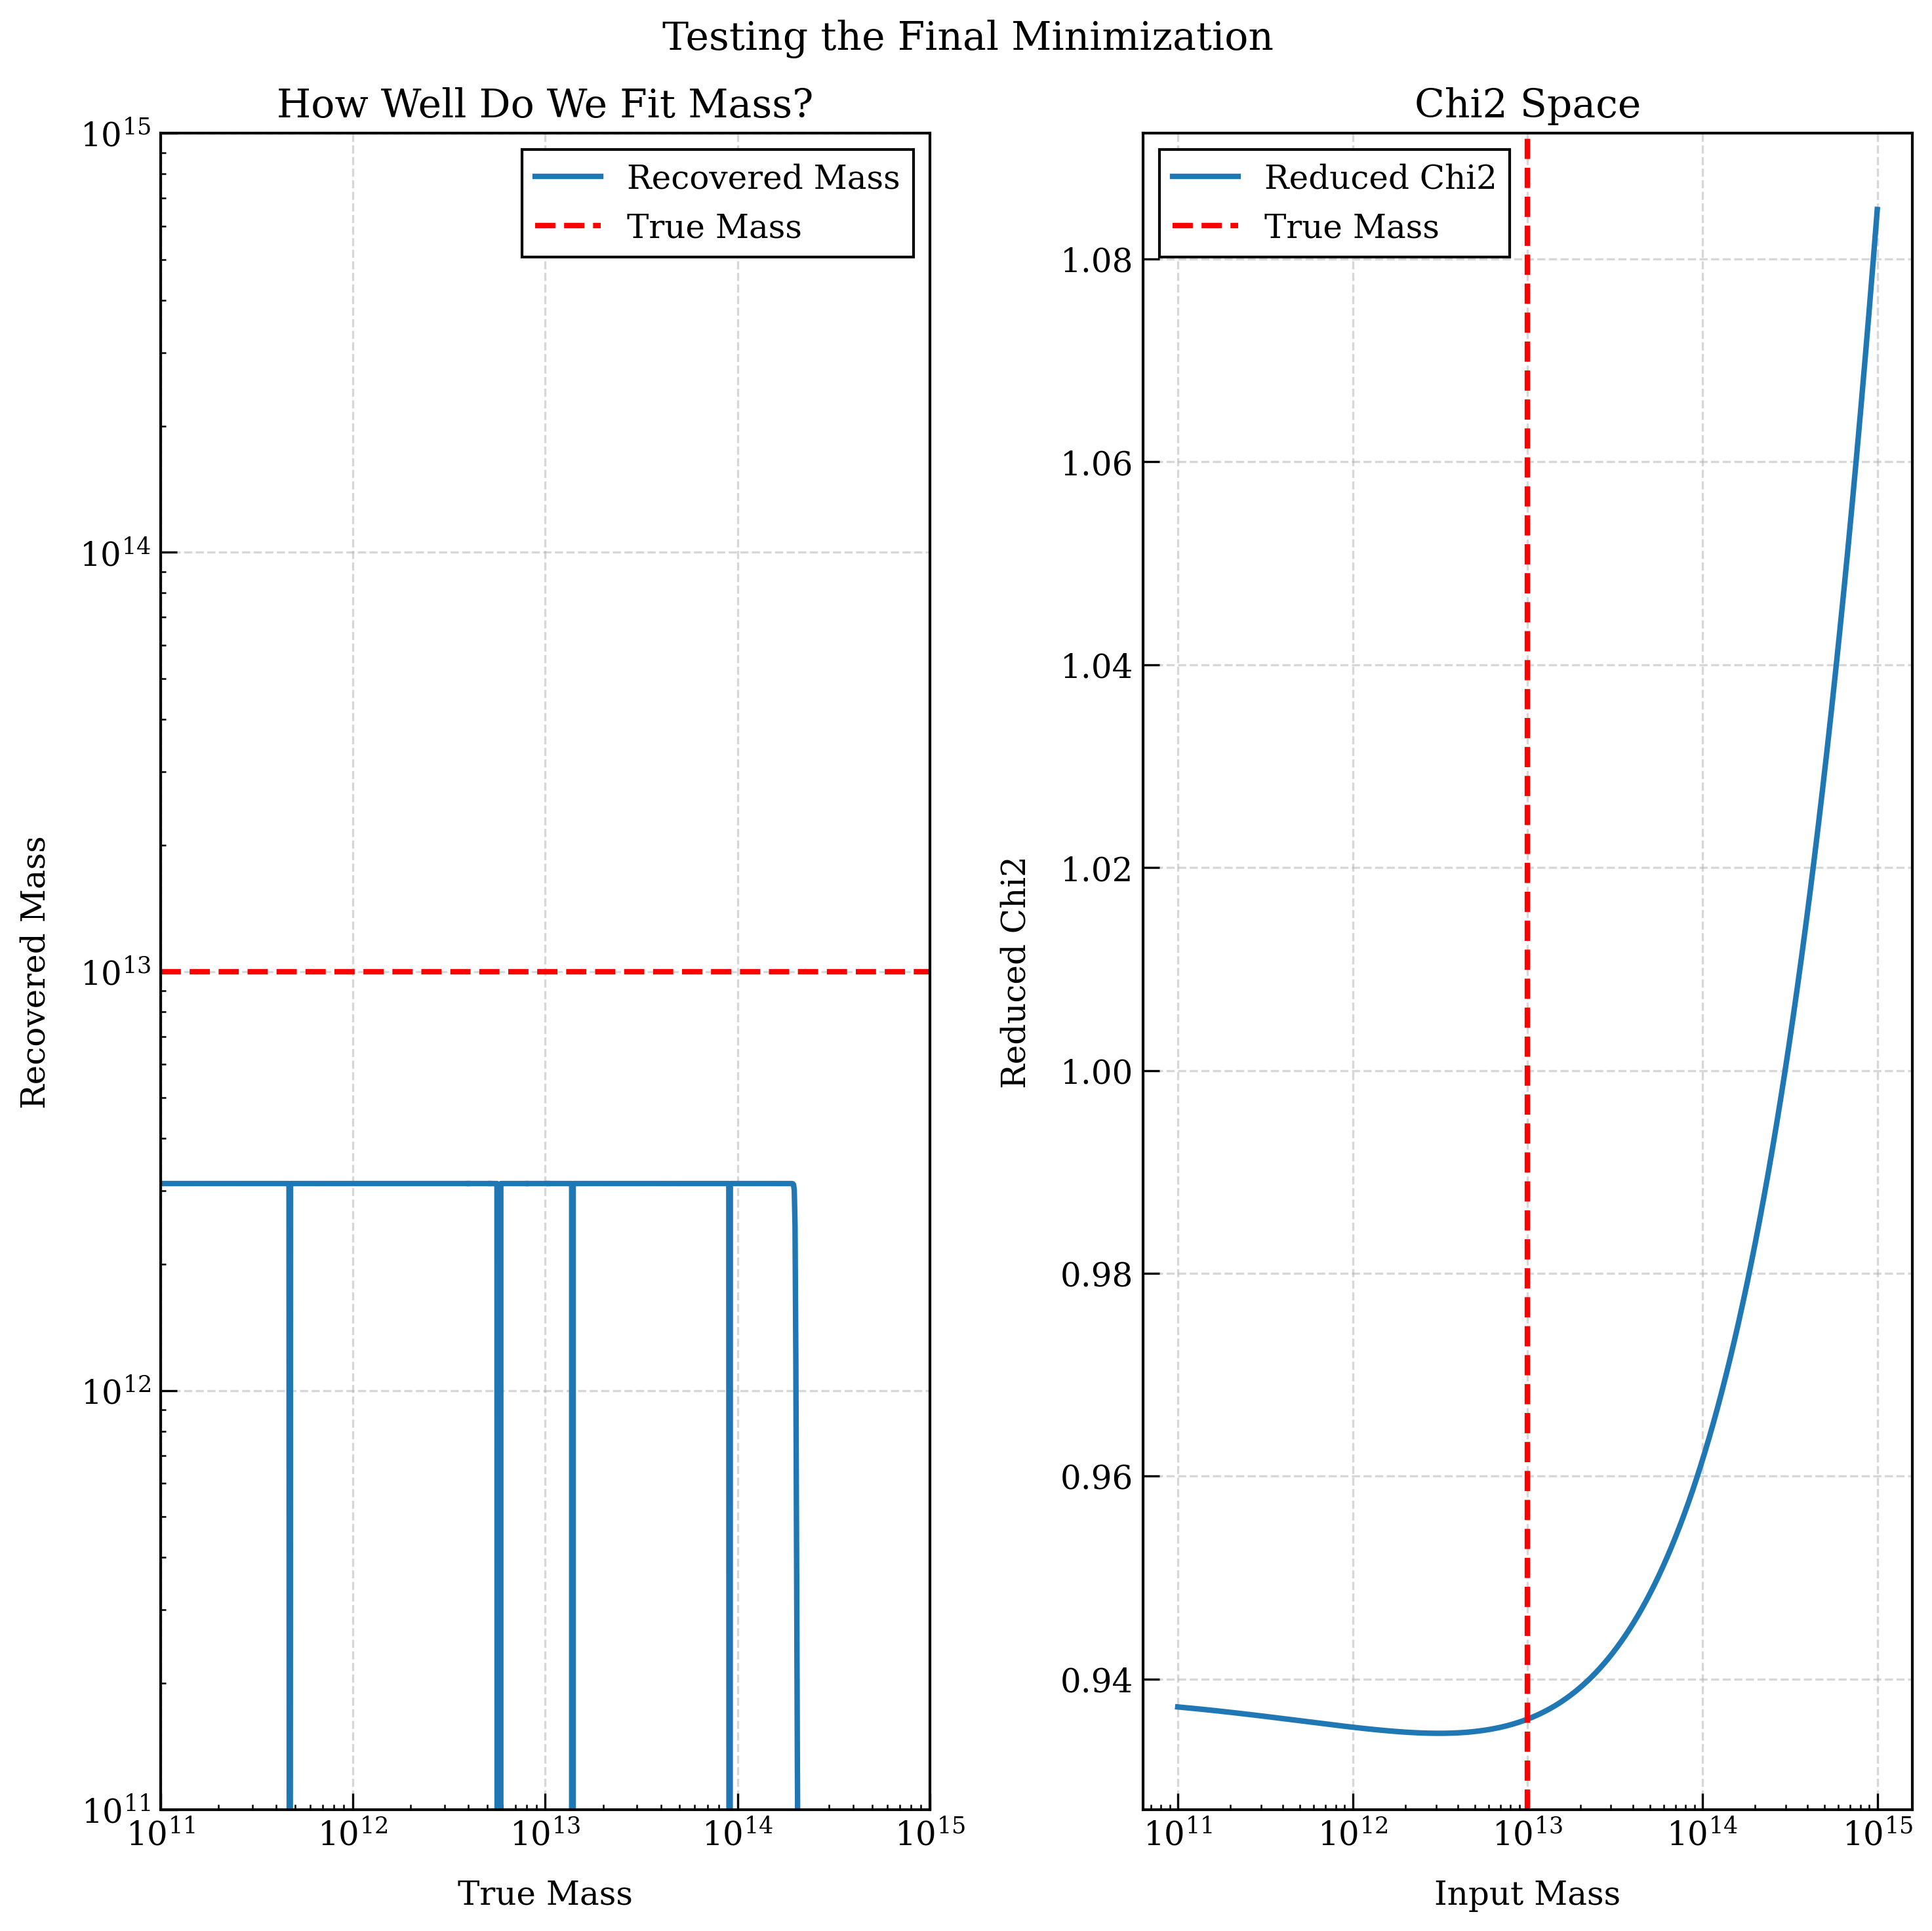 Testing the Final Minimization
How Well Do We Fit Mass?
Recovered Mass
True Mass
10^15
10^14
10^13
10^12
10^11
Recovered Mass
10^11 10^12 10^13 10^14 10^15
True Mass
Chi2 Space
Reduced Chi2
True Mass
1.08
1.06
1.04
1.02
1.00
0.98
0.96
0.94
Reduced Chi2
10^11 10^12 10^13 10^14 10^15
Input Mass